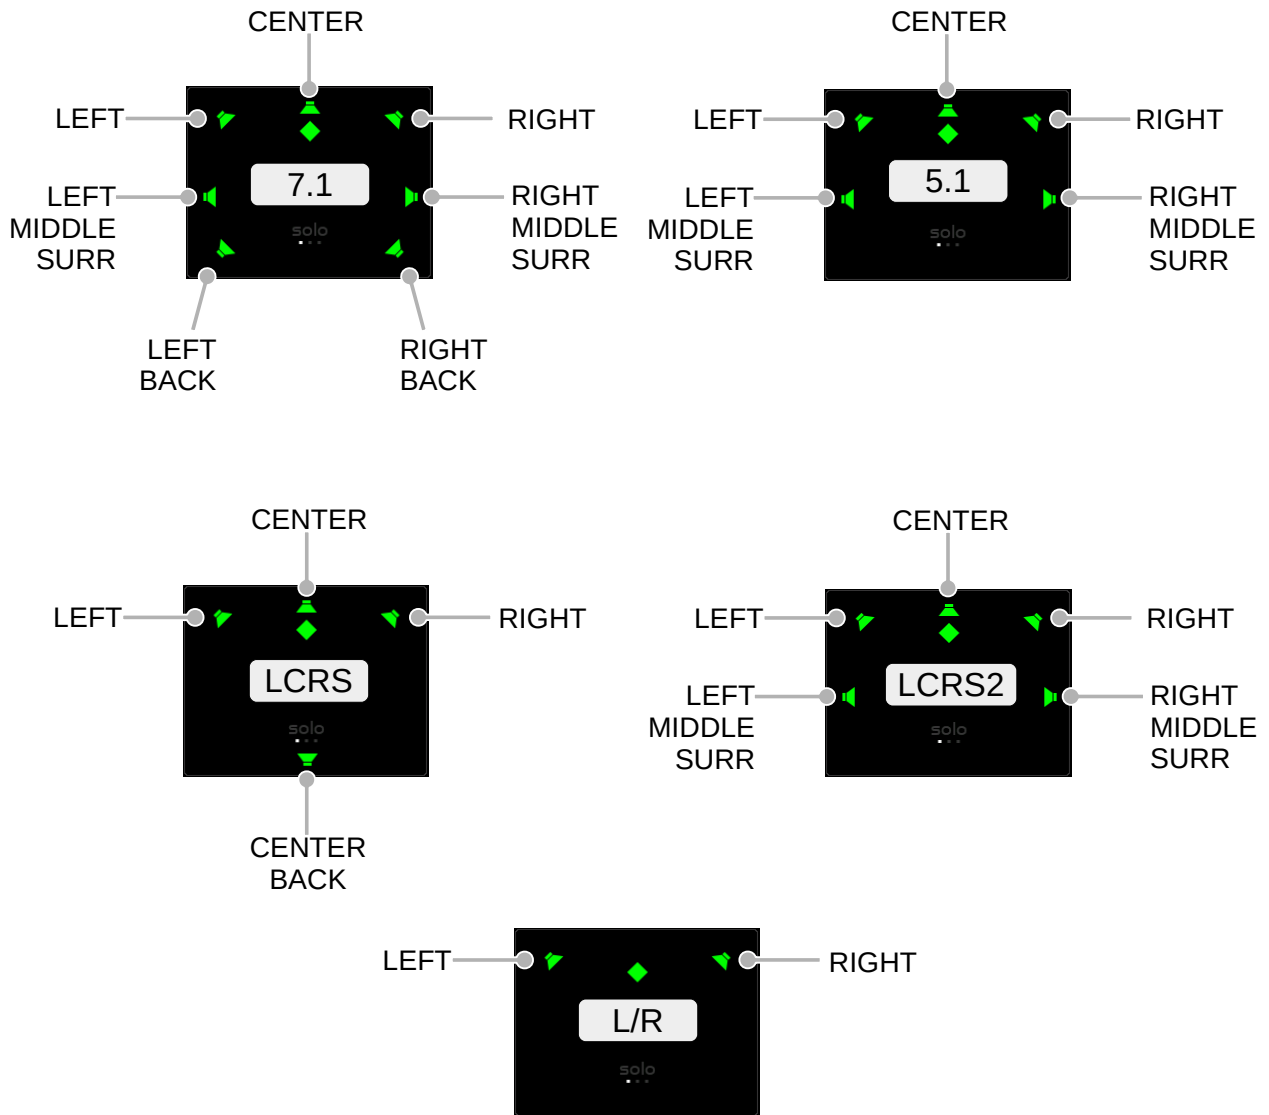 CENTER
LEFT
RIGHT
7.1
LEFT
MIDDLE
SURR
RIGHT
MIDDLE
SURR
solo
LEFT
BACK
RIGHT
BACK
CENTER
LEFT
RIGHT
5.1
LEFT
MIDDLE
SURR
RIGHT
MIDDLE
SURR
solo
CENTER
LEFT
RIGHT
LCRS
solo
CENTER
BACK
CENTER
LEFT
RIGHT
LCRS2
LEFT
MIDDLE
SURR
RIGHT
MIDDLE
SURR
solo
LEFT
RIGHT
L/R
solo